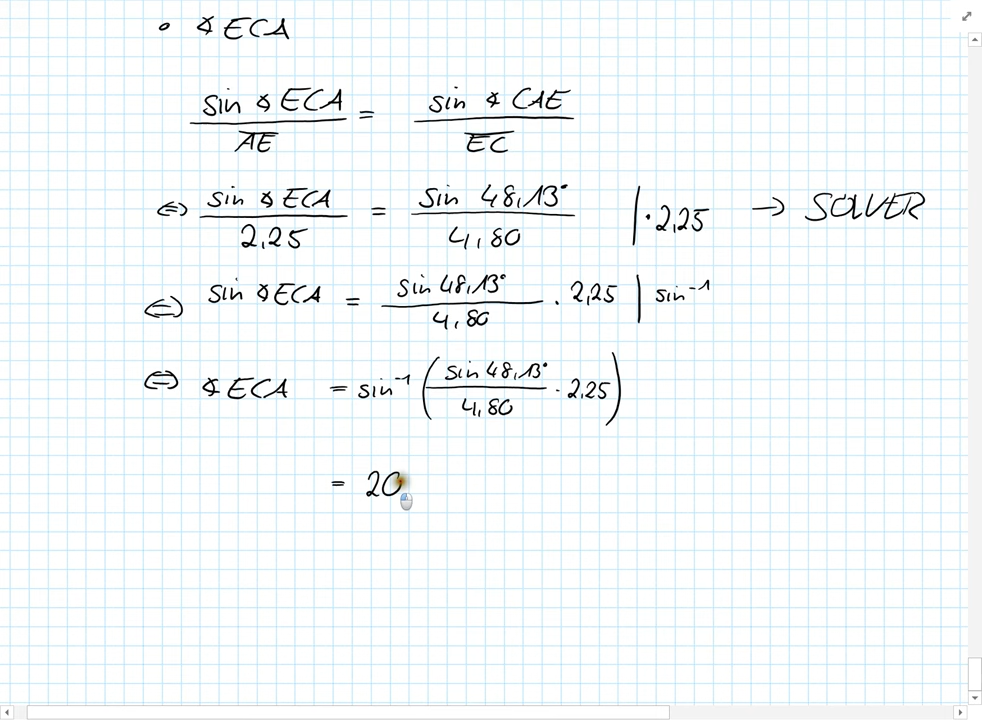 • ∢ ECA
sin ∢ ECA / AE = sin ∢ CAE / EC
⇔ sin ∢ ECA / 2,25 = sin 48,13° / 4,80 | · 2,25 → SOLVER
⇔ sin ∢ ECA = sin 48,13° / 4,80 · 2,25 | sin⁻¹
⇔ ∢ ECA = sin⁻¹ ( sin 48,13° / 4,80 · 2,25 )
= 20